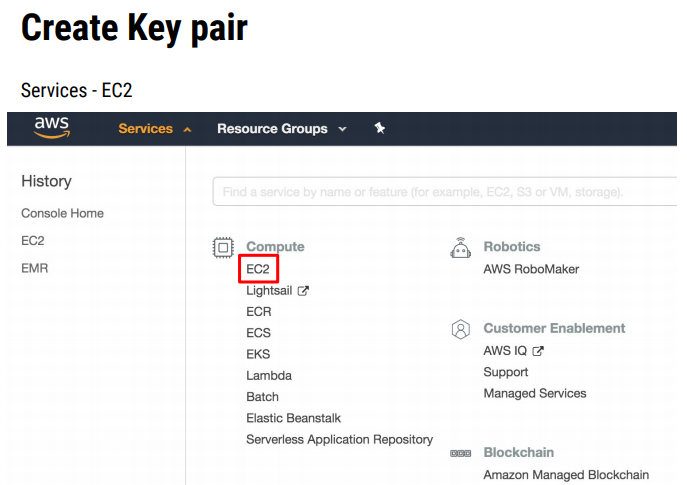 Create Key pair
Services - EC2
aws
Services
Resource Groups
History
Console Home
EC2
EMR
Find a service by name or feature (for example, EC2, S3 or VM, storage).
Compute
EC2
Lightsail
ECR
ECS
EKS
Lambda
Batch
Elastic Beanstalk
Serverless Application Repository
Robotics
AWS RoboMaker
Customer Enablement
AWS IQ
Support
Managed Services
Blockchain
Amazon Managed Blockchain